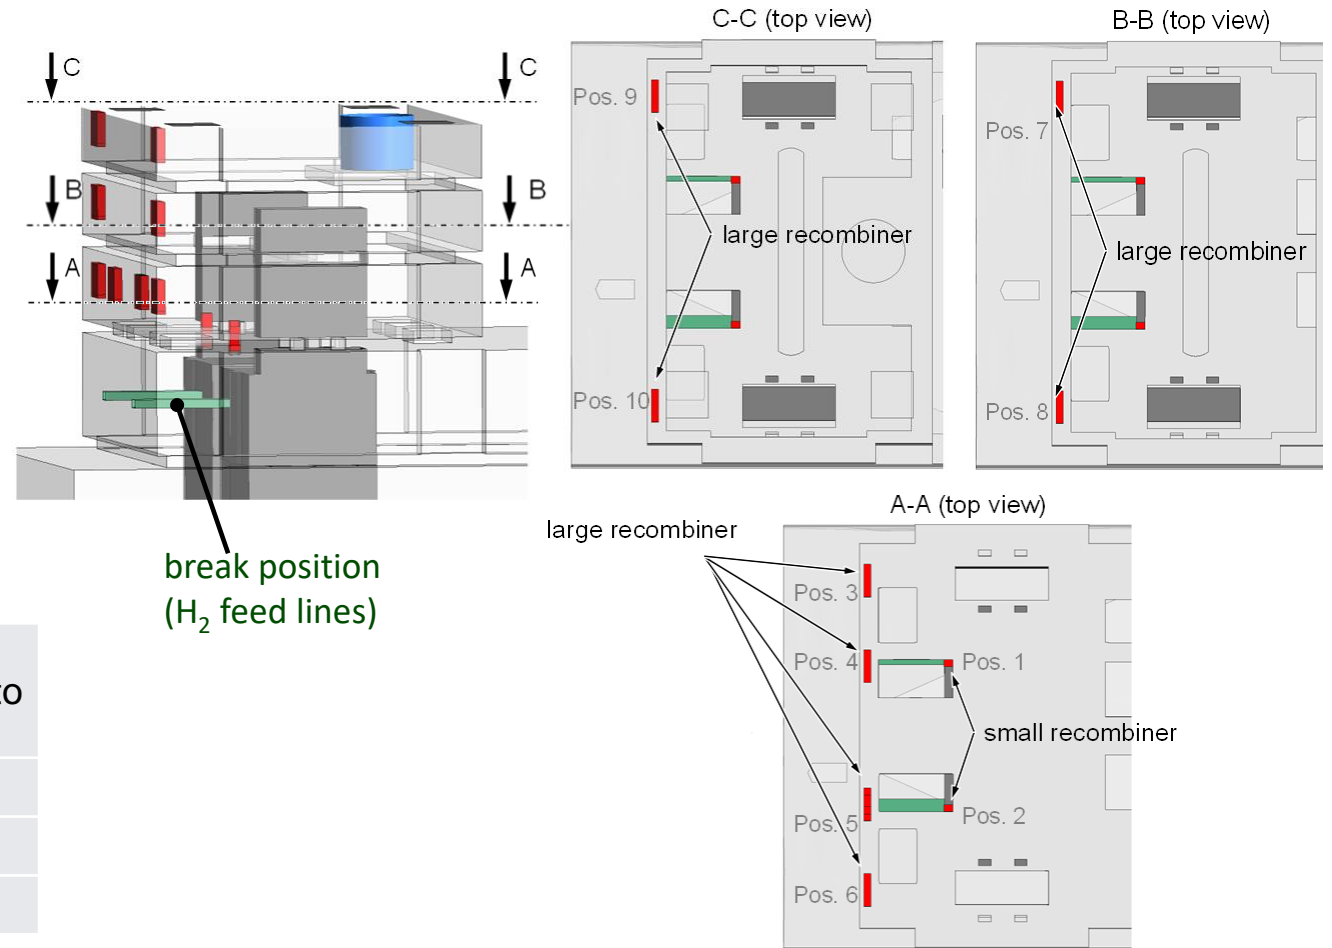 C
C
B
B
A
A
break position
(H₂ feed lines)
to
C-C (top view)
Pos. 9
large recombiner
Pos. 10
B-B (top view)
Pos. 7
large recombiner
Pos. 8
A-A (top view)
large recombiner
Pos. 3
Pos. 4
Pos. 1
small recombiner
Pos. 5
Pos. 2
Pos. 6